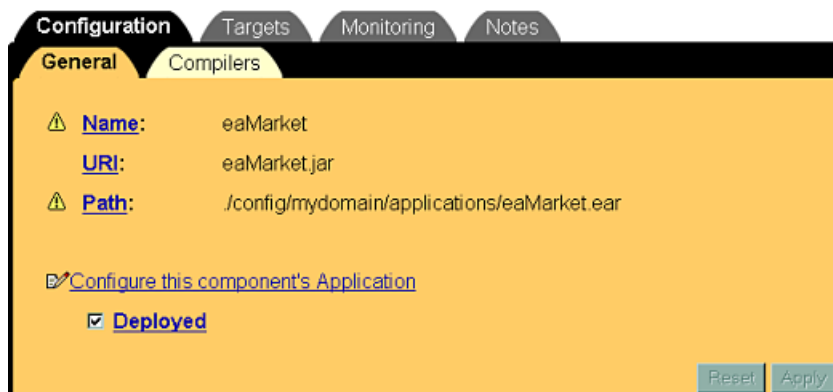 Configuration Targets Monitoring Notes
General Compilers
Name: eaMarket
URI: eaMarket.jar
Path: ./config/mydomain/applications/eaMarket.ear
Configure this component's Application
Deployed
Reset Apply